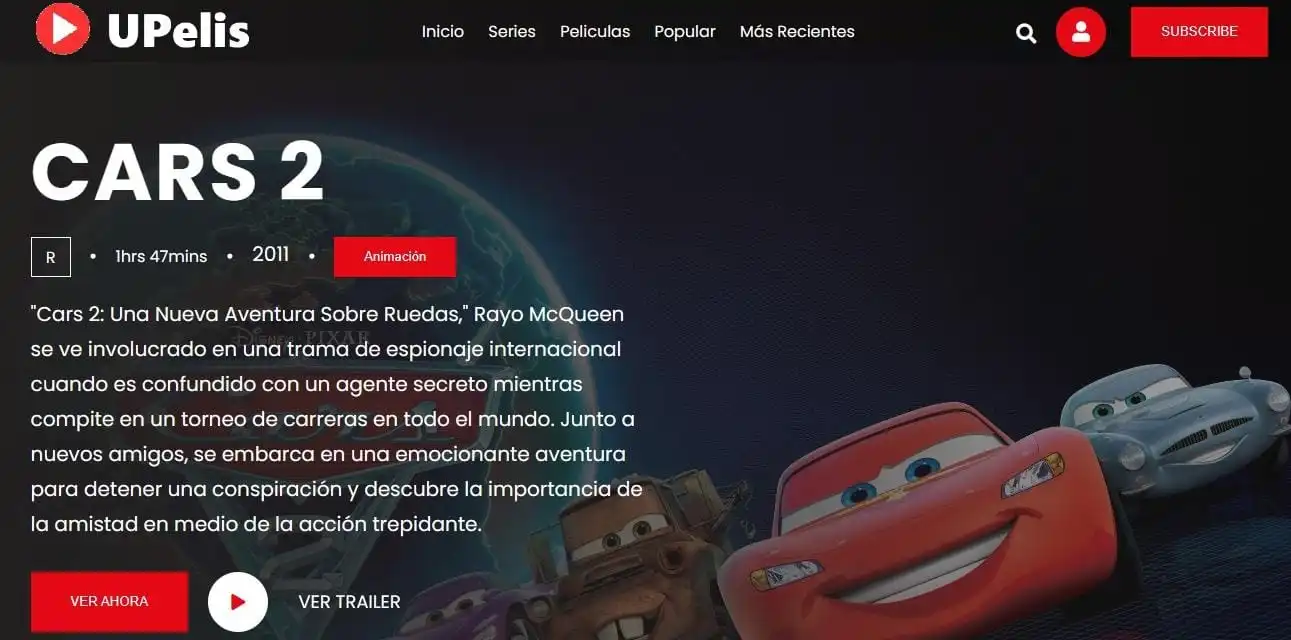 UPelis
Inicio Series Peliculas Popular Más Recientes
SUBSCRIBE
CARS 2
R • 1hrs 47mins • 2011 • Animación
"Cars 2: Una Nueva Aventura Sobre Ruedas," Rayo McQueen
se ve involucrado en una trama de espionaje internacional
cuando es confundido con un agente secreto mientras
compite en un torneo de carreras en todo el mundo. Junto a
nuevos amigos, se embarca en una emocionante aventura
para detener una conspiración y descubre la importancia de
la amistad en medio de la acción trepidante.
DISNEY · PIXAR
VER AHORA
VER TRAILER